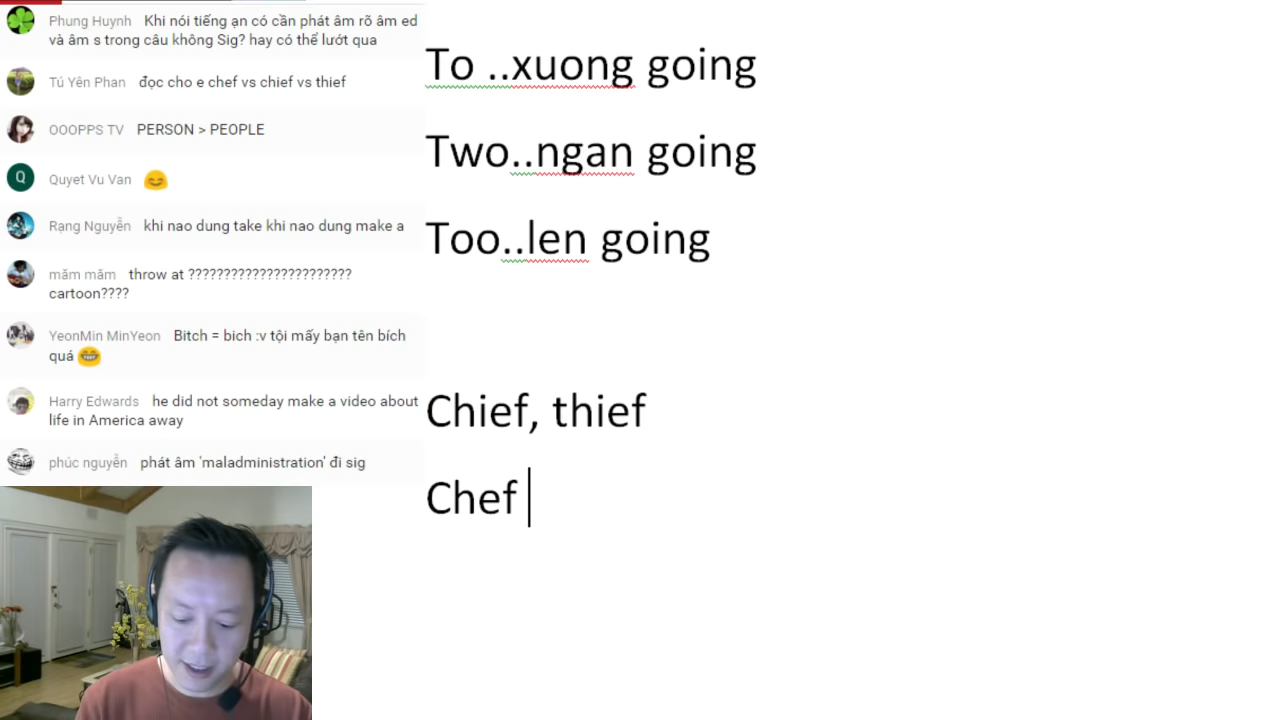 Phung Huynh Khi nói tiếng ạn có cần phát âm rõ âm ed
và âm s trong câu không Sig? hay có thể lướt qua
Tú Yên Phan đọc cho e chef vs chief vs thief
OOOPPS TV PERSON > PEOPLE
Q
Quyet Vu Van 😊
Rạng Nguyễn khi nao dung take khi nao dung make a
măm măm throw at ???????????????????????
cartoon????
YeonMin MinYeon Bitch = bich :v tội mấy bạn tên bích
quá 😂
Harry Edwards he did not someday make a video about
life in America away
phúc nguyễn phát âm 'maladministration' đi sig
To ..xuong going
Two..ngan going
Too..len going
Chief, thief
Chef